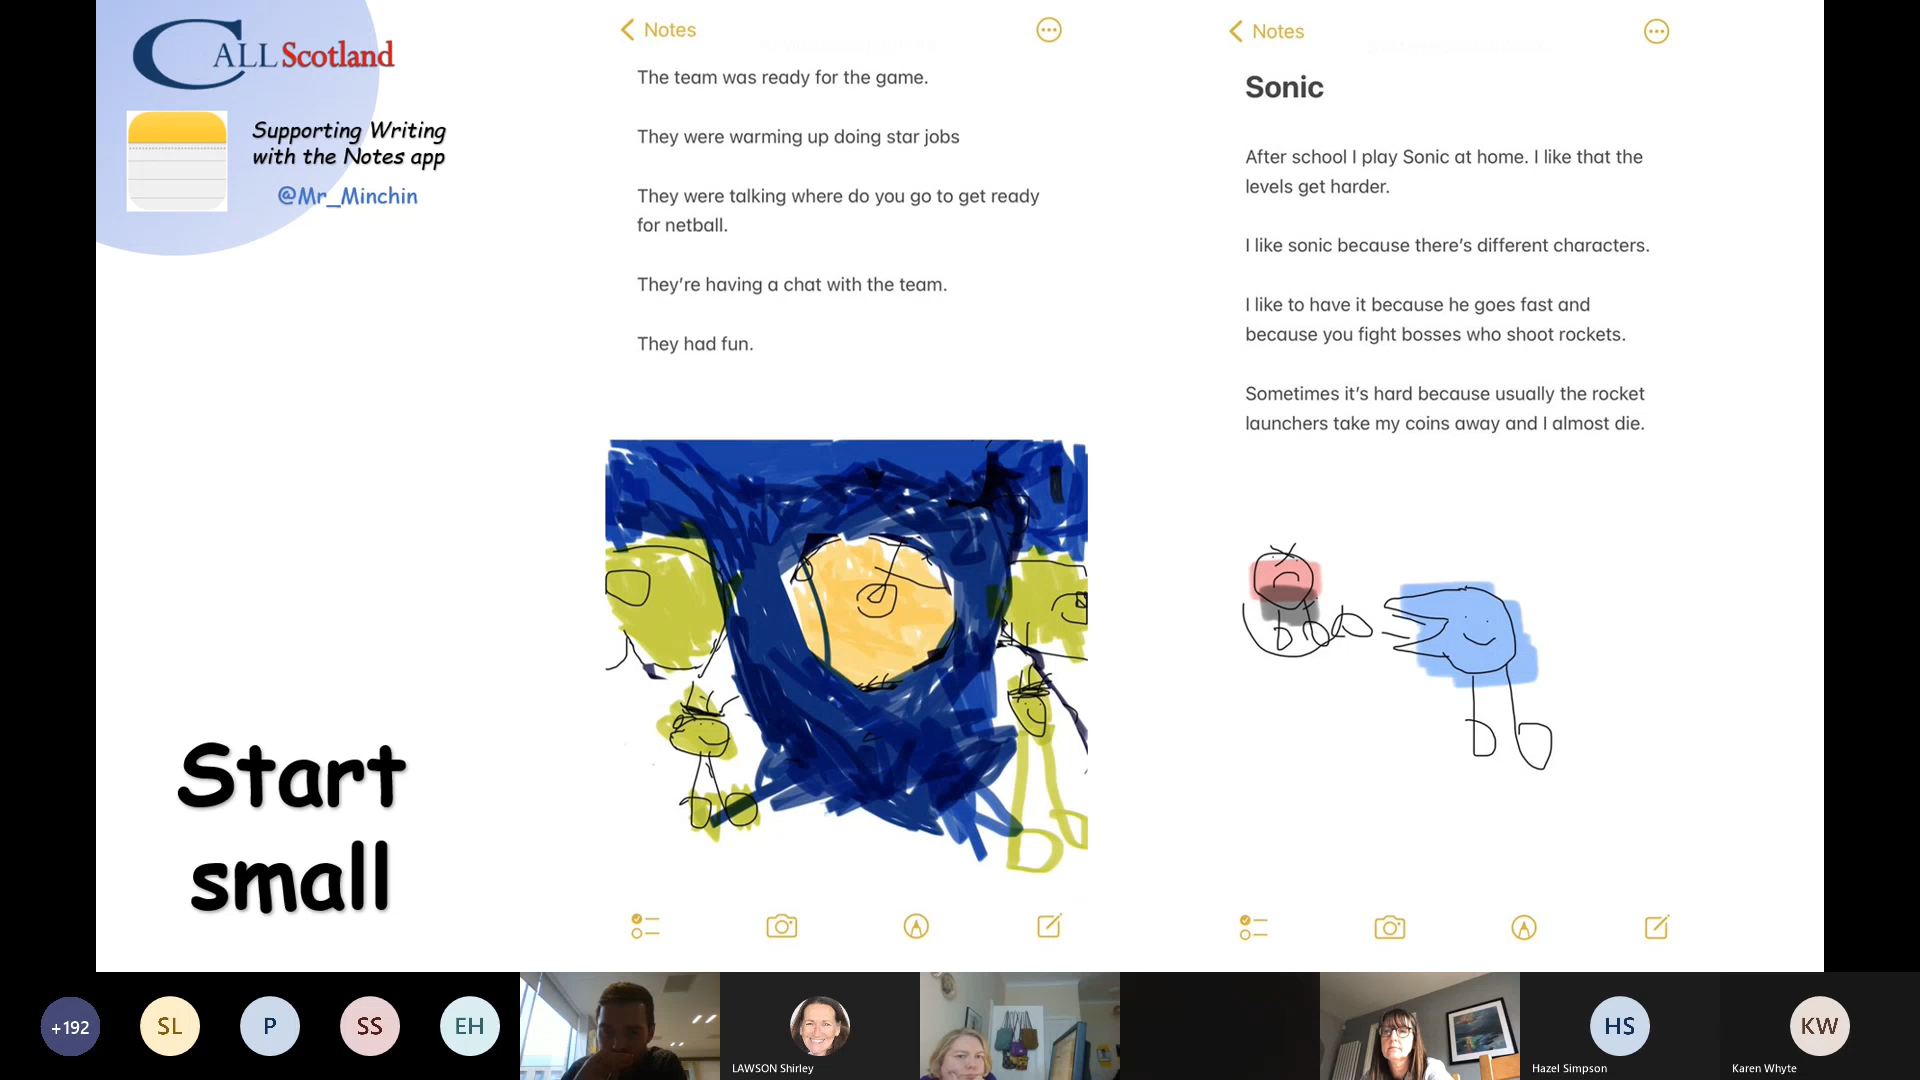 CALL Scotland
Supporting Writing
with the Notes app
@Mr_Minchin
Start
small
Notes
The team was ready for the game.
They were warming up doing star jobs
They were talking where do you go to get ready
for netball.
They're having a chat with the team.
They had fun.
Notes
Sonic
After school I play Sonic at home. I like that the
levels get harder.
I like sonic because there's different characters.
I like to have it because he goes fast and
because you fight bosses who shoot rockets.
Sometimes it's hard because usually the rocket
launchers take my coins away and I almost die.
+192
SL
P
SS
EH
LAWSON Shirley
HS
Hazel Simpson
KW
Karen Whyte